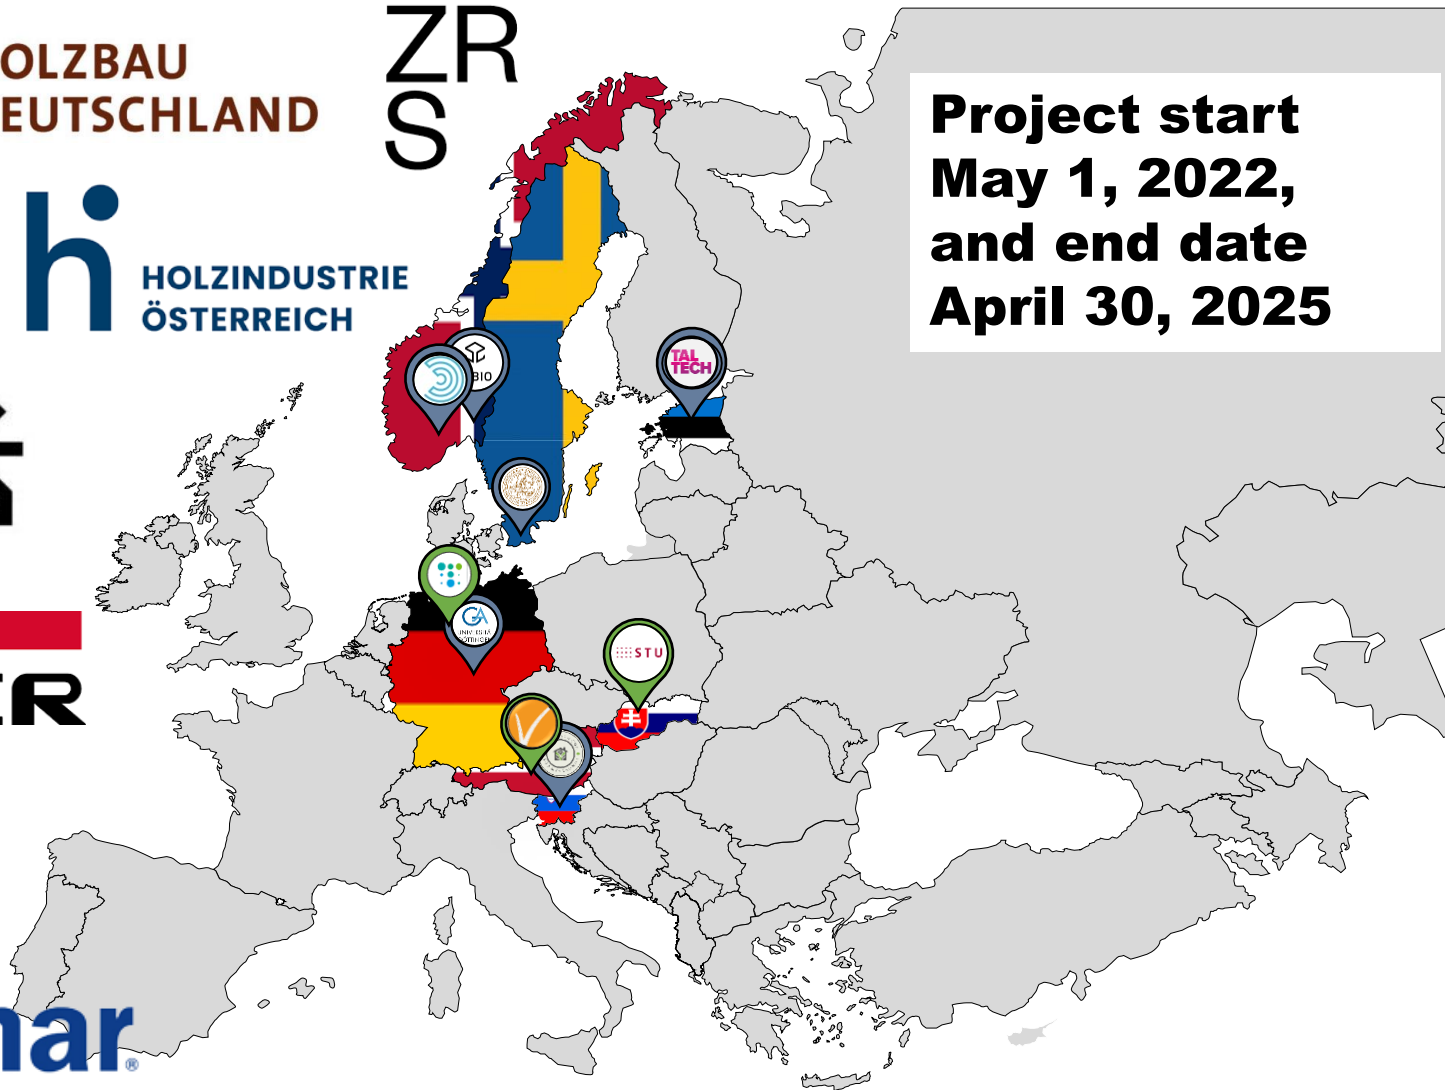 ZR
S
OLZBAU
EUTSCHLAND
HOLZINDUSTRIE
ÖSTERREICH
Project start
May 1, 2022,
and end date
April 30, 2025
BIO
TAL
TECH
GA
STU
ER
nar®